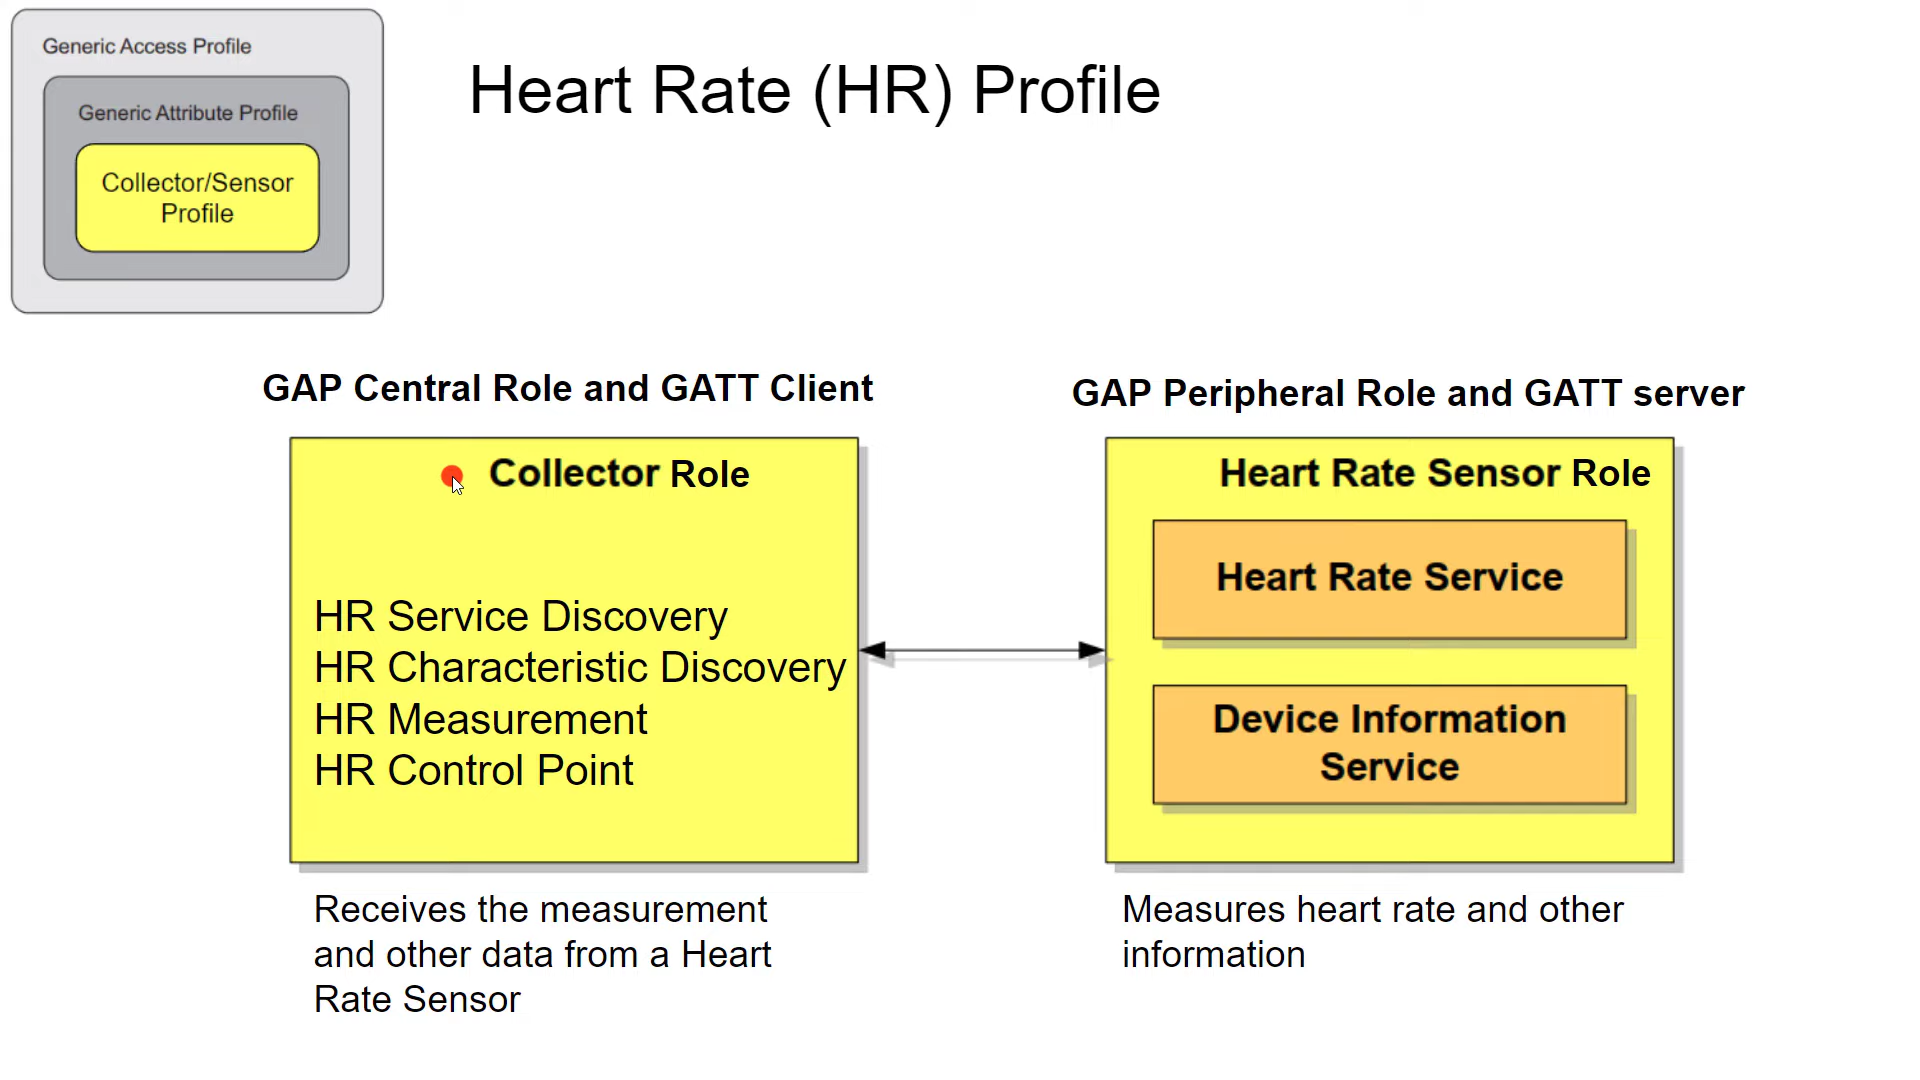 Generic Access Profile
Generic Attribute Profile
Collector/Sensor
Profile
Heart Rate (HR) Profile
GAP Central Role and GATT Client
Collector Role
HR Service Discovery
HR Characteristic Discovery
HR Measurement
HR Control Point
Receives the measurement
and other data from a Heart
Rate Sensor
GAP Peripheral Role and GATT server
Heart Rate Sensor Role
Heart Rate Service
Device Information
Service
Measures heart rate and other
information